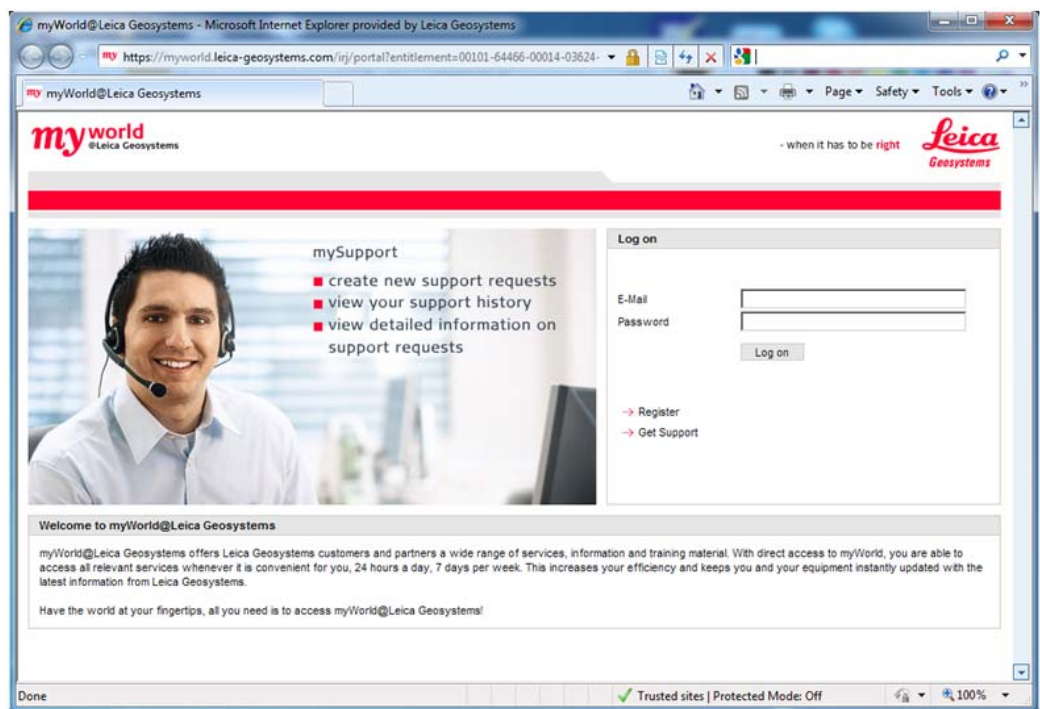 myWorld@Leica Geosystems - Microsoft Internet Explorer provided by Leica Geosystems
my https://myworld.leica-geosystems.com/irj/portal?entitlement=00101-64466-00014-03624-
my myWorld@Leica Geosystems
Page Safety Tools
my world
@Leica Geosystems
- when it has to be right
Leica
Geosystems
mySupport
create new support requests
view your support history
view detailed information on
support requests
Log on
E-Mail
Password
Log on
Register
Get Support
Welcome to myWorld@Leica Geosystems
myWorld@Leica Geosystems offers Leica Geosystems customers and partners a wide range of services, information and training material. With direct access to myWorld, you are able to
access all relevant services whenever it is convenient for you, 24 hours a day, 7 days per week. This increases your efficiency and keeps you and your equipment instantly updated with the
latest information from Leica Geosystems.
Have the world at your fingertips, all you need is to access myWorld@Leica Geosystems!
Done
Trusted sites | Protected Mode: Off
100%